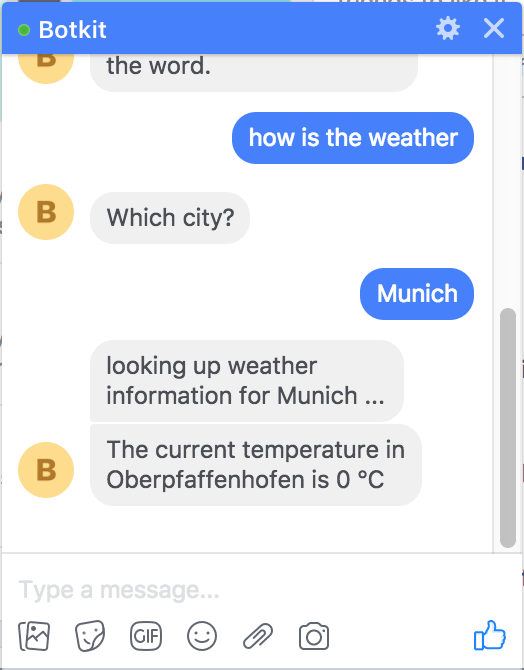 Botkit
the word.
how is the weather
B
Which city?
Munich
looking up weather
information for Munich ...
The current temperature in
Oberpfaffenhofen is 0 °C
B
Type a message...
GIF